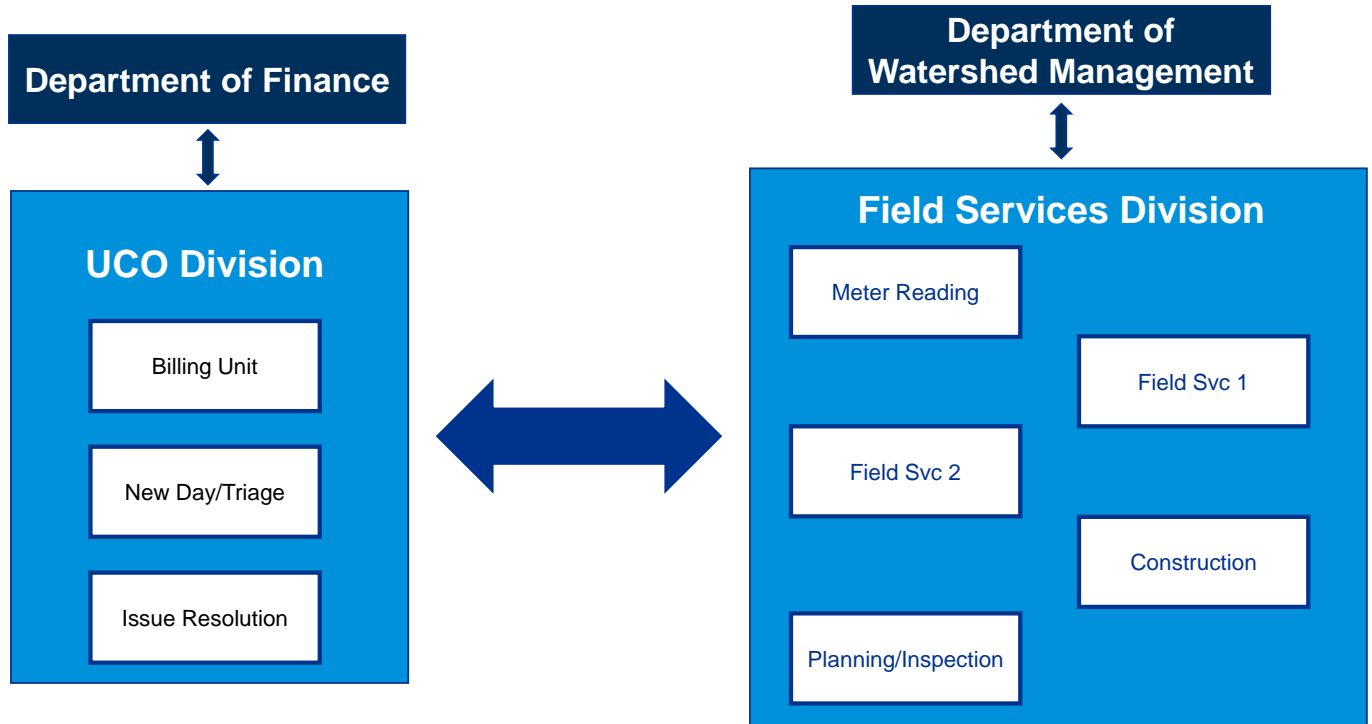 Department of Finance
UCO Division
Billing Unit
New Day/Triage
Issue Resolution
Department of
Watershed Management
Field Services Division
Meter Reading
Field Svc 1
Field Svc 2
Construction
Planning/Inspection